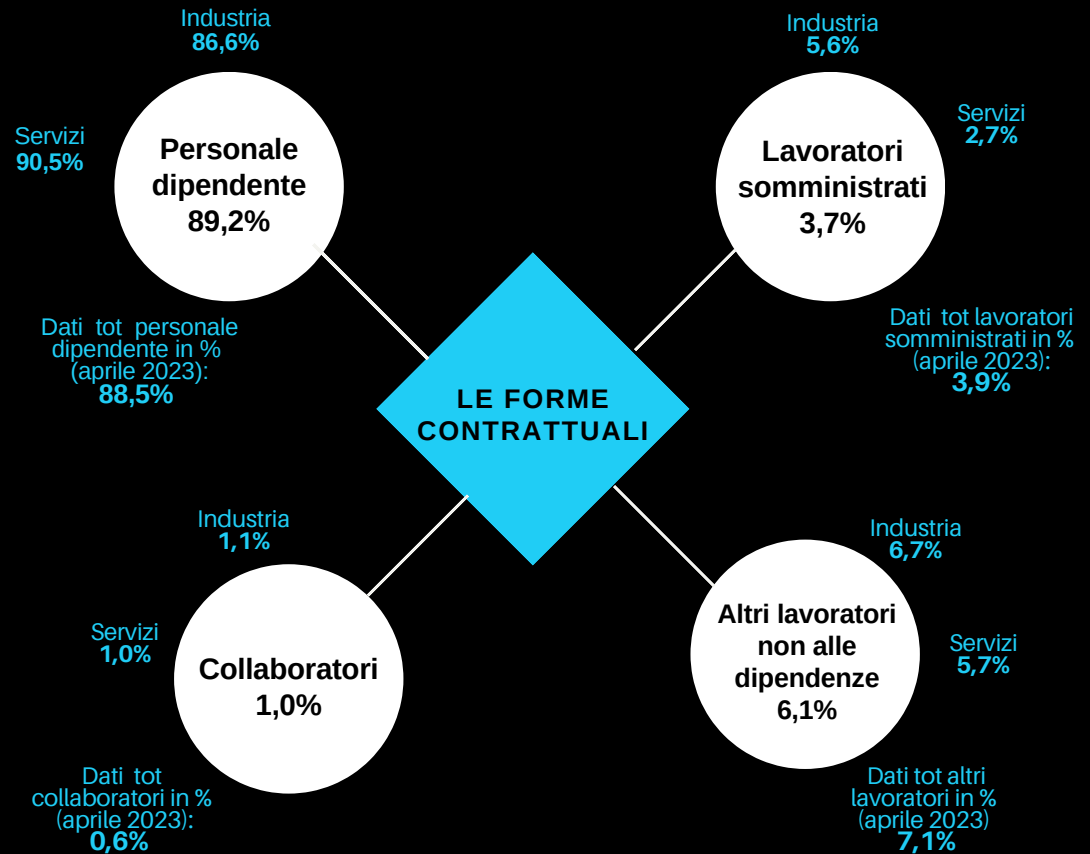 Industria
86,6%
Servizi
90,5%
Personale
dipendente
89,2%
Dati tot personale
dipendente in %
(aprile 2023):
88,5%
Industria
5,6%
Servizi
2,7%
Lavoratori
somministrati
3,7%
Dati tot lavoratori
somministrati in %
(aprile 2023):
3,9%
LE FORME
CONTRATTUALI
Industria
1,1%
Servizi
1,0%
Collaboratori
1,0%
Dati tot
collaboratori in %
(aprile 2023):
0,6%
Industria
6,7%
Servizi
5,7%
Altri lavoratori
non alle
dipendenze
6,1%
Dati tot altri
lavoratori in %
(aprile 2023)
7,1%